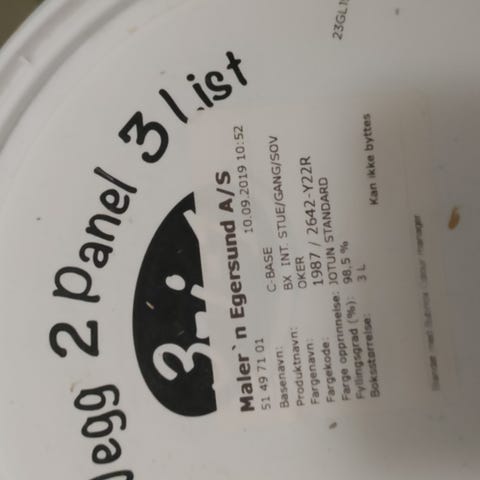 Vegg 2 Panel 3 List
3
Maler`n Egersund A/S
51 49 71 01
10.09.2019 10:52
Basenavn: C-BASE
Produktnavn: BX INT. STUE/GANG/SOV
Fargenavn: OKER
Fargekode: 1987 / 2642-Y22R
Farge opprinnelse: JOTUN STANDARD
Fyllingsgrad (%): 98,5 %
Boksstørrelse: 3 L
Kan ikke byttes
23GL1